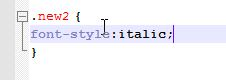 .new2 {
font-style:italic;
}